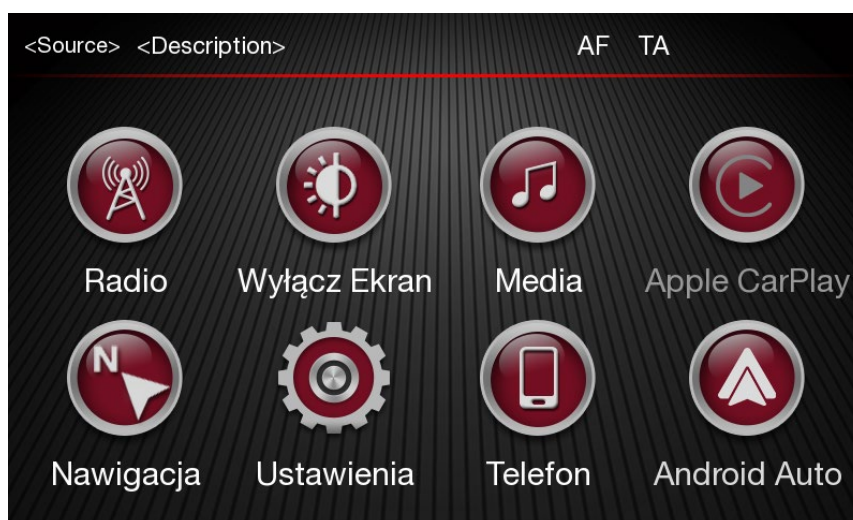 <Source> <Description> AF TA
Radio Wyłącz Ekran Media Apple CarPlay
N
Nawigacja Ustawienia Telefon Android Auto